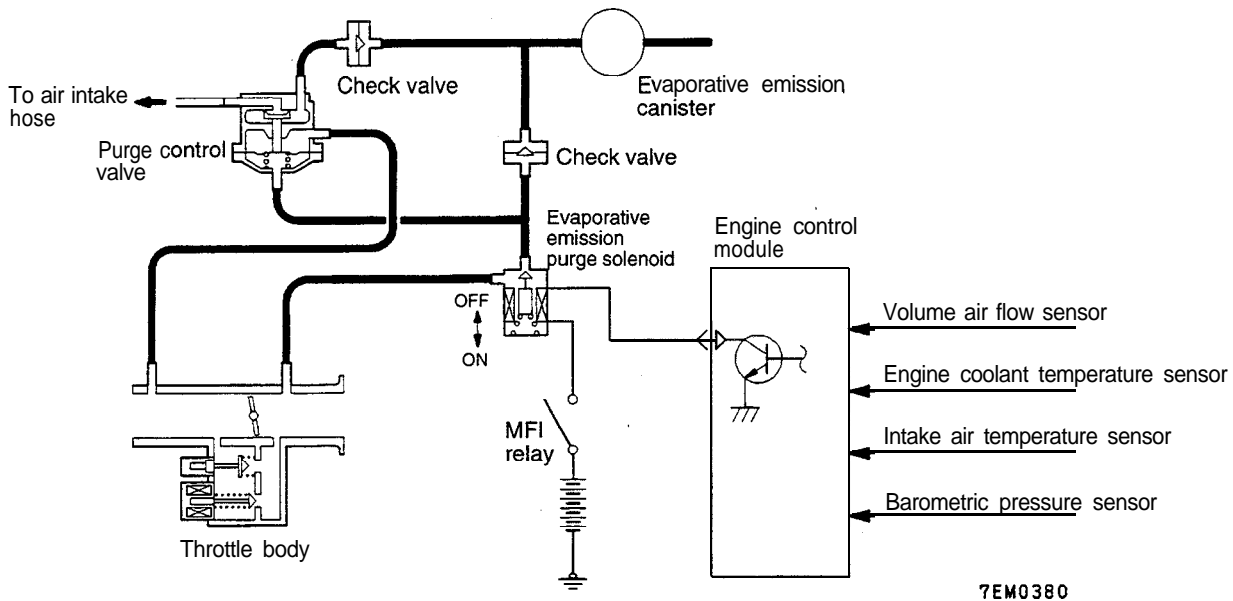 Check valve
Evaporative emission
canister
To air intake
hose
Purge control
valve
Check valve
Evaporative
emission
purge solenoid
Engine control
module
OFF
ON
Volume air flow sensor
Engine coolant temperature sensor
MFI
relay
Intake air temperature sensor
Barometric pressure sensor
Throttle body
7EM0380